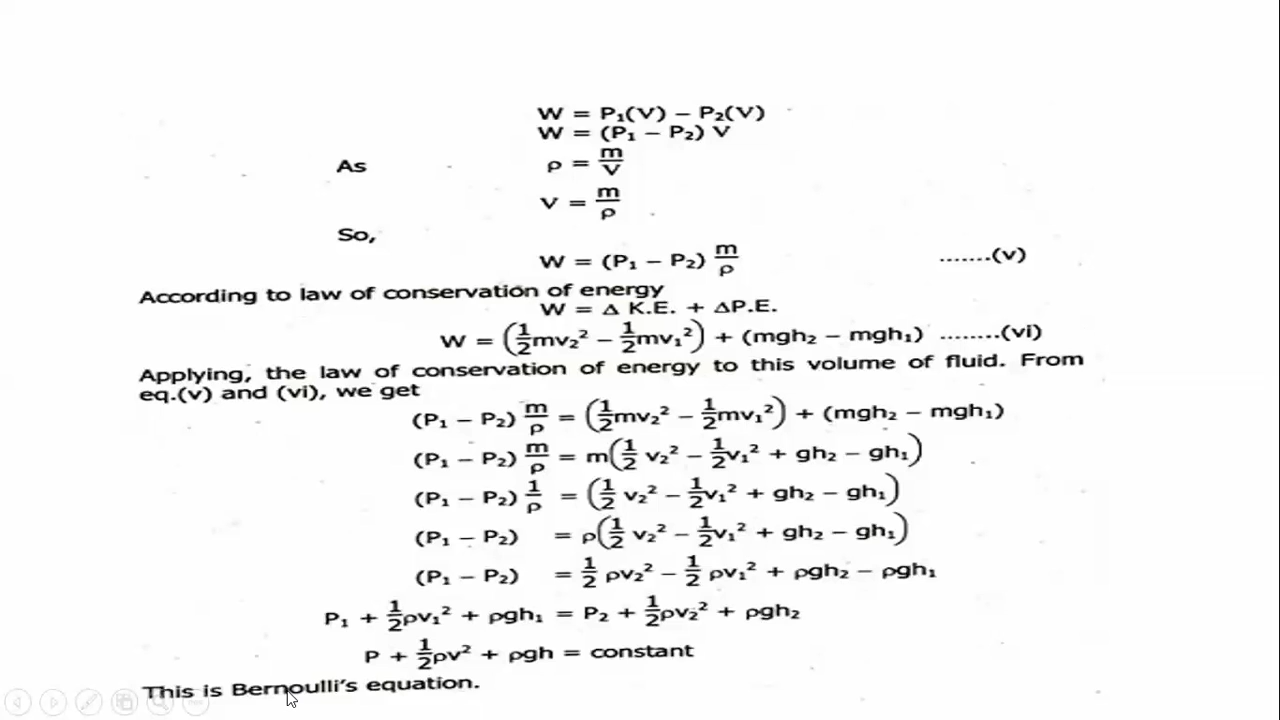 W = P₁(V) − P₂(V)
W = (P₁ − P₂) V
As ρ = m/V
V = m/ρ
So,
W = (P₁ − P₂) m/ρ .......(v)
According to law of conservation of energy
W = Δ K.E. + ΔP.E.
W = (1/2mv₂² − 1/2mv₁²) + (mgh₂ − mgh₁) ........(vi)
Applying, the law of conservation of energy to this volume of fluid. From
eq.(v) and (vi), we get
(P₁ − P₂) m/ρ = (1/2mv₂² − 1/2mv₁²) + (mgh₂ − mgh₁)
(P₁ − P₂) m/ρ = m(1/2 v₂² − 1/2v₁² + gh₂ − gh₁)
(P₁ − P₂) 1/ρ = (1/2 v₂² − 1/2v₁² + gh₂ − gh₁)
(P₁ − P₂) = ρ(1/2 v₂² − 1/2v₁² + gh₂ − gh₁)
(P₁ − P₂) = 1/2 ρv₂² − 1/2 ρv₁² + ρgh₂ − ρgh₁
P₁ + 1/2ρv₁² + ρgh₁ = P₂ + 1/2ρv₂² + ρgh₂
P + 1/2ρv² + ρgh = constant
This is Bernoulli's equation.